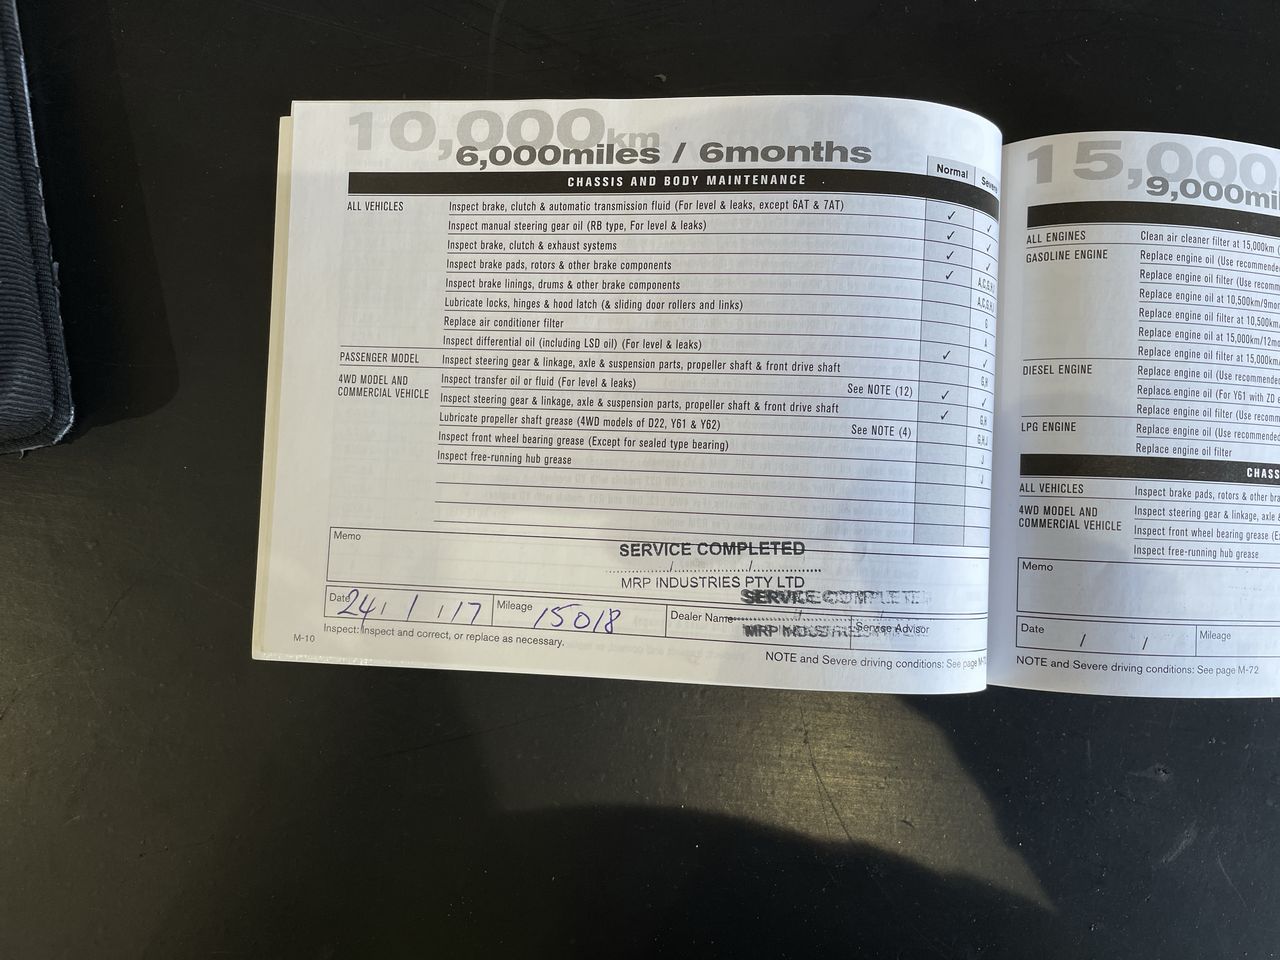 10,000km
6,000miles / 6months
Normal
CHASSIS AND BODY MAINTENANCE
ALL VEHICLES
Inspect brake, clutch & automatic transmission fluid (For level & leaks, except 6AT & 7AT) ✓
Inspect manual steering gear oil (RB type, For level & leaks) ✓ ✓
Inspect brake, clutch & exhaust systems ✓ ✓
Inspect brake pads, rotors & other brake components ✓ ✓
Inspect brake linings, drums & other brake components
Lubricate locks, hinges & hood latch (& sliding door rollers and links)
Replace air conditioner filter G
Inspect differential oil (including LSD oil) (For level & leaks) A
PASSENGER MODEL Inspect steering gear & linkage, axle & suspension parts, propeller shaft & front drive shaft ✓ ✓
4WD MODEL AND COMMERCIAL VEHICLE
Inspect transfer oil or fluid (For level & leaks) See NOTE (12) G,H
Inspect steering gear & linkage, axle & suspension parts, propeller shaft & front drive shaft ✓ ✓
Lubricate propeller shaft grease (4WD models of D22, Y61 & Y62) See NOTE (4) ✓ G,H
Inspect front wheel bearing grease (Except for sealed type bearing) G,H,J
Inspect free-running hub grease J
J
Memo
SERVICE COMPLETED
....../....../......
MRP INDUSTRIES PTY LTD
SERVICE COMPLETED
MRP INDUSTRIES
Date 24 / 1 / 17 Mileage 15018 Dealer Name Service Advisor
Inspect: Inspect and correct, or replace as necessary.
M-10
NOTE and Severe driving conditions: See page
15,000
9,000
ALL ENGINES Clean air cleaner filter at 15,000km
GASOLINE ENGINE Replace engine oil (Use
Replace engine oil filter (Use
Replace engine oil at
Replace engine oil filter at
Replace engine oil at
Replace engine oil filter at
DIESEL ENGINE Replace engine oil (Use
Replace engine oil (For Y61 with ZD
Replace engine oil filter (Use
LPG ENGINE Replace engine oil (Use
Replace engine oil filter
ALL VEHICLES Inspect brake pads, rotors & other
4WD MODEL AND COMMERCIAL VEHICLE
Inspect steering gear & linkage, axle
Inspect front wheel bearing grease
Inspect free-running hub grease
Memo
Date / / Mileage
NOTE and Severe driving conditions: See page M-72